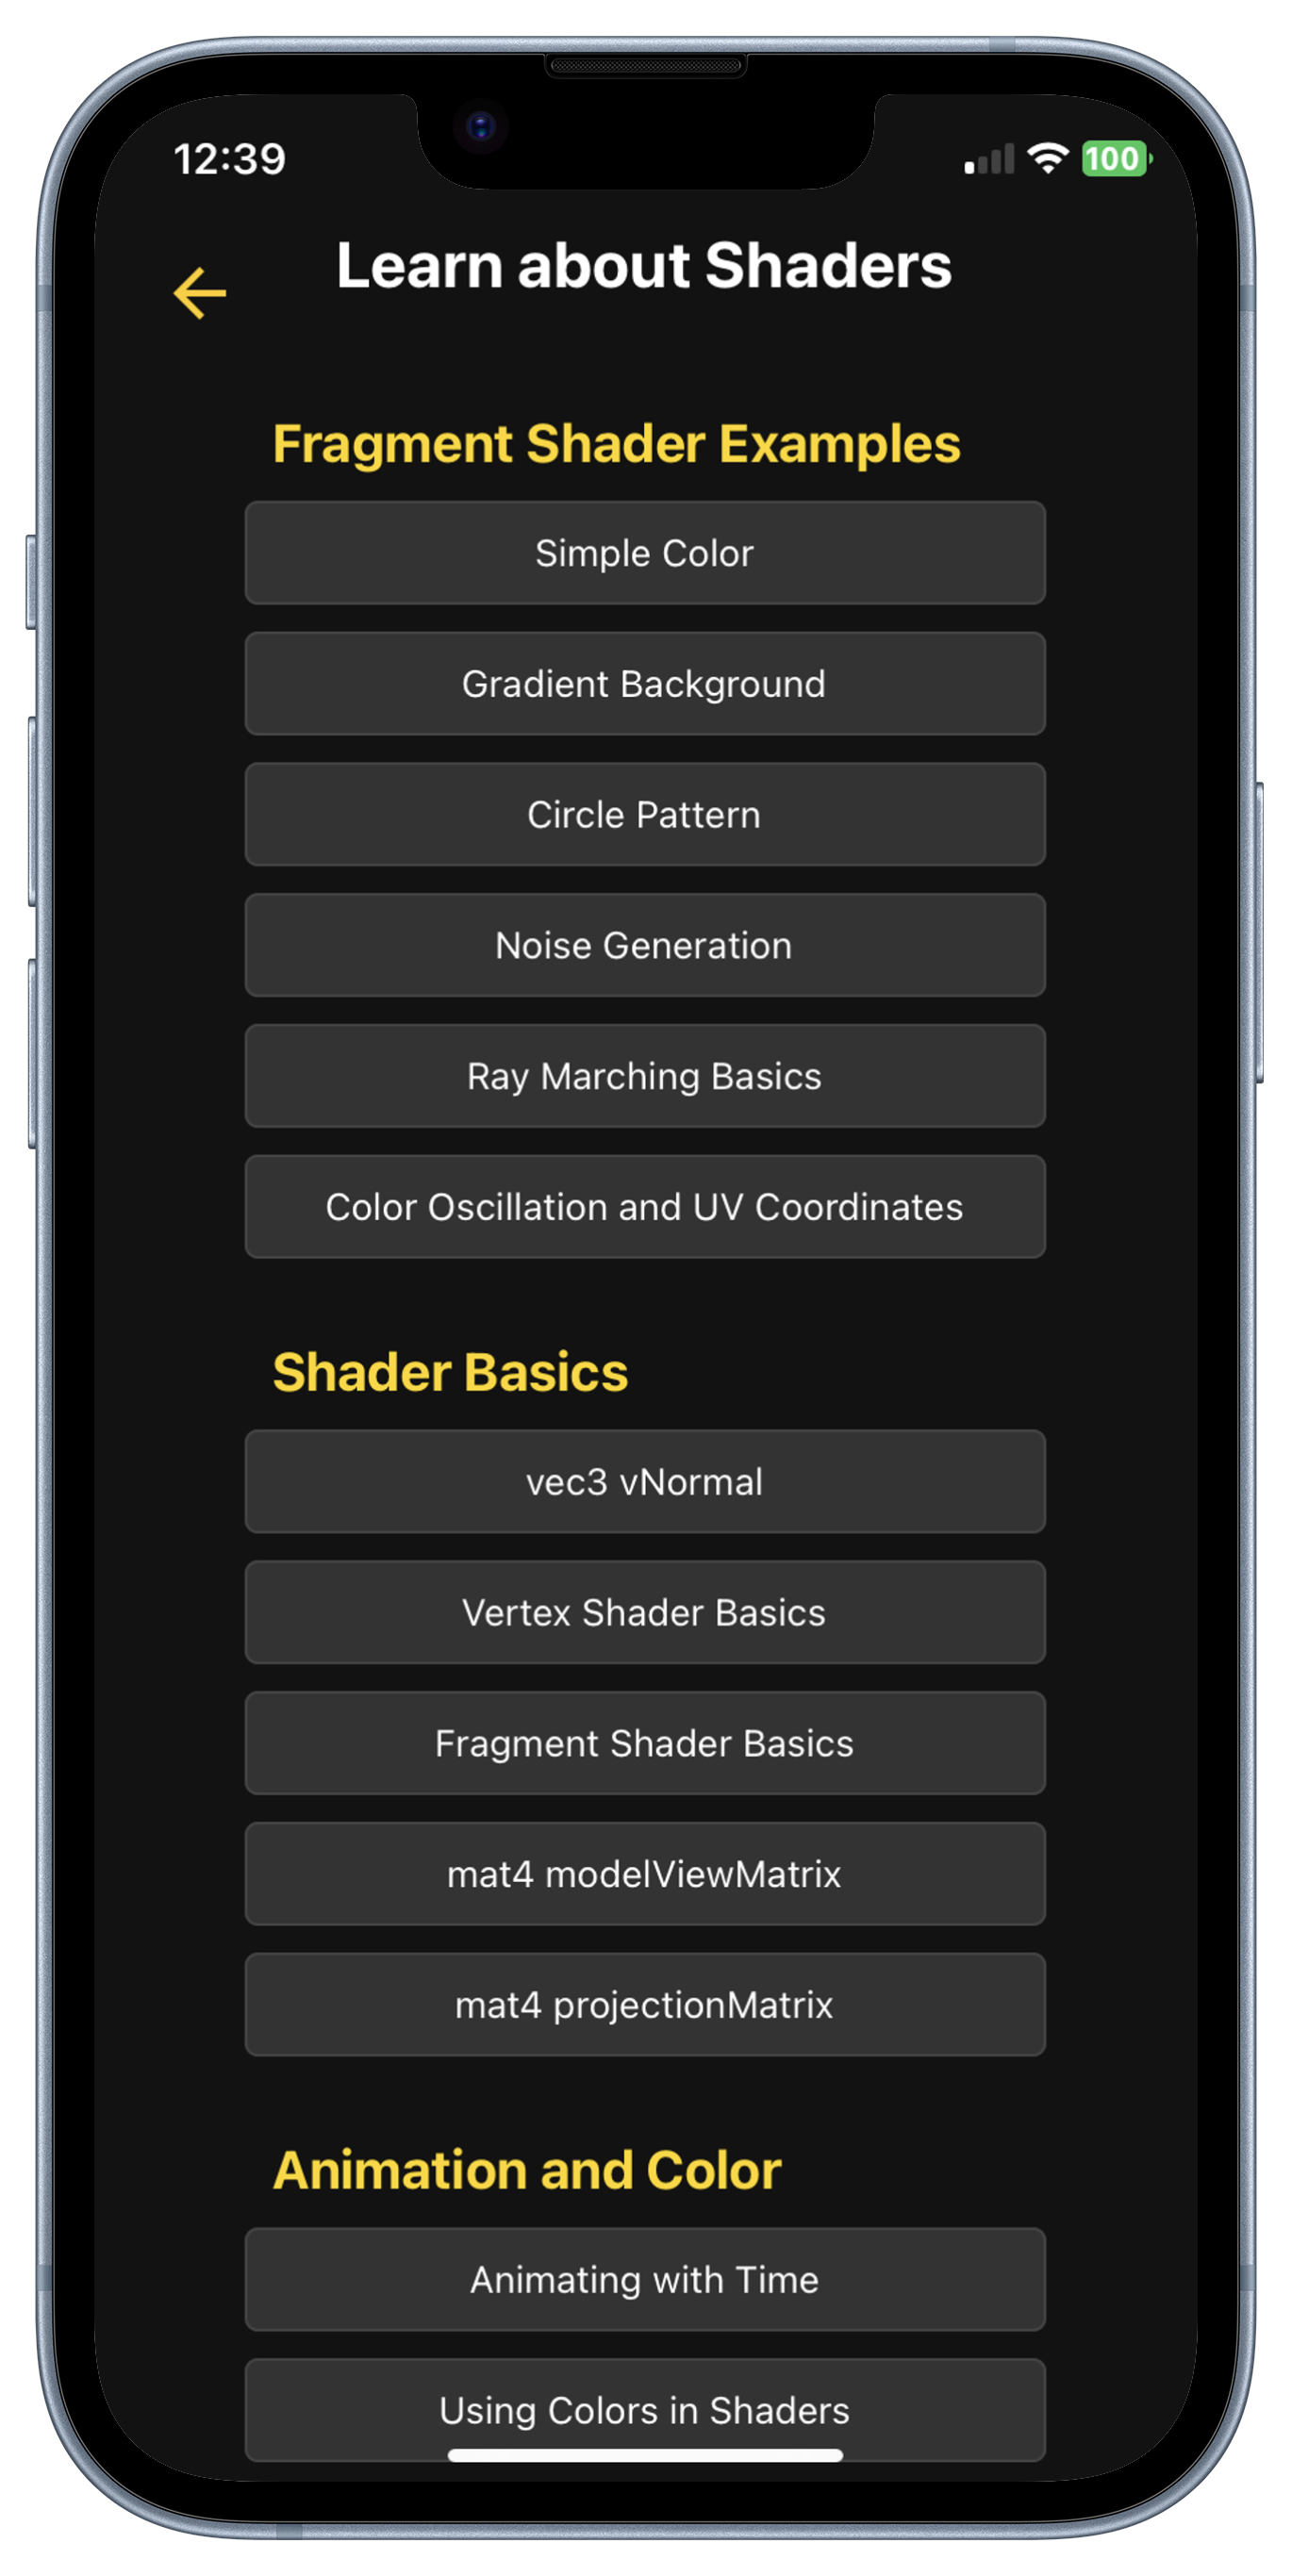 12:39
100
Learn about Shaders
Fragment Shader Examples
Simple Color
Gradient Background
Circle Pattern
Noise Generation
Ray Marching Basics
Color Oscillation and UV Coordinates
Shader Basics
vec3 vNormal
Vertex Shader Basics
Fragment Shader Basics
mat4 modelViewMatrix
mat4 projectionMatrix
Animation and Color
Animating with Time
Using Colors in Shaders